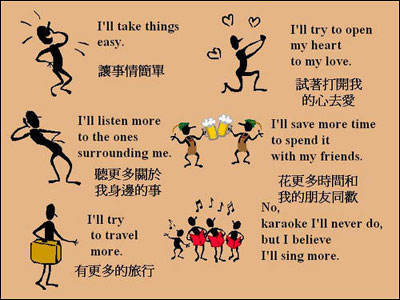 I'll take things
easy.
讓事情簡單
I'll try to open
my heart
to my love.
試著打開我
的心去愛
I'll listen more
to the ones
surrounding me.
聽更多關於
我身邊的事
I'll save more time
to spend it
with my friends.
花更多時間和
我的朋友同歡
I'll try
to travel
more.
有更多的旅行
No,
karaoke I'll never do,
but I believe
I'll sing more.